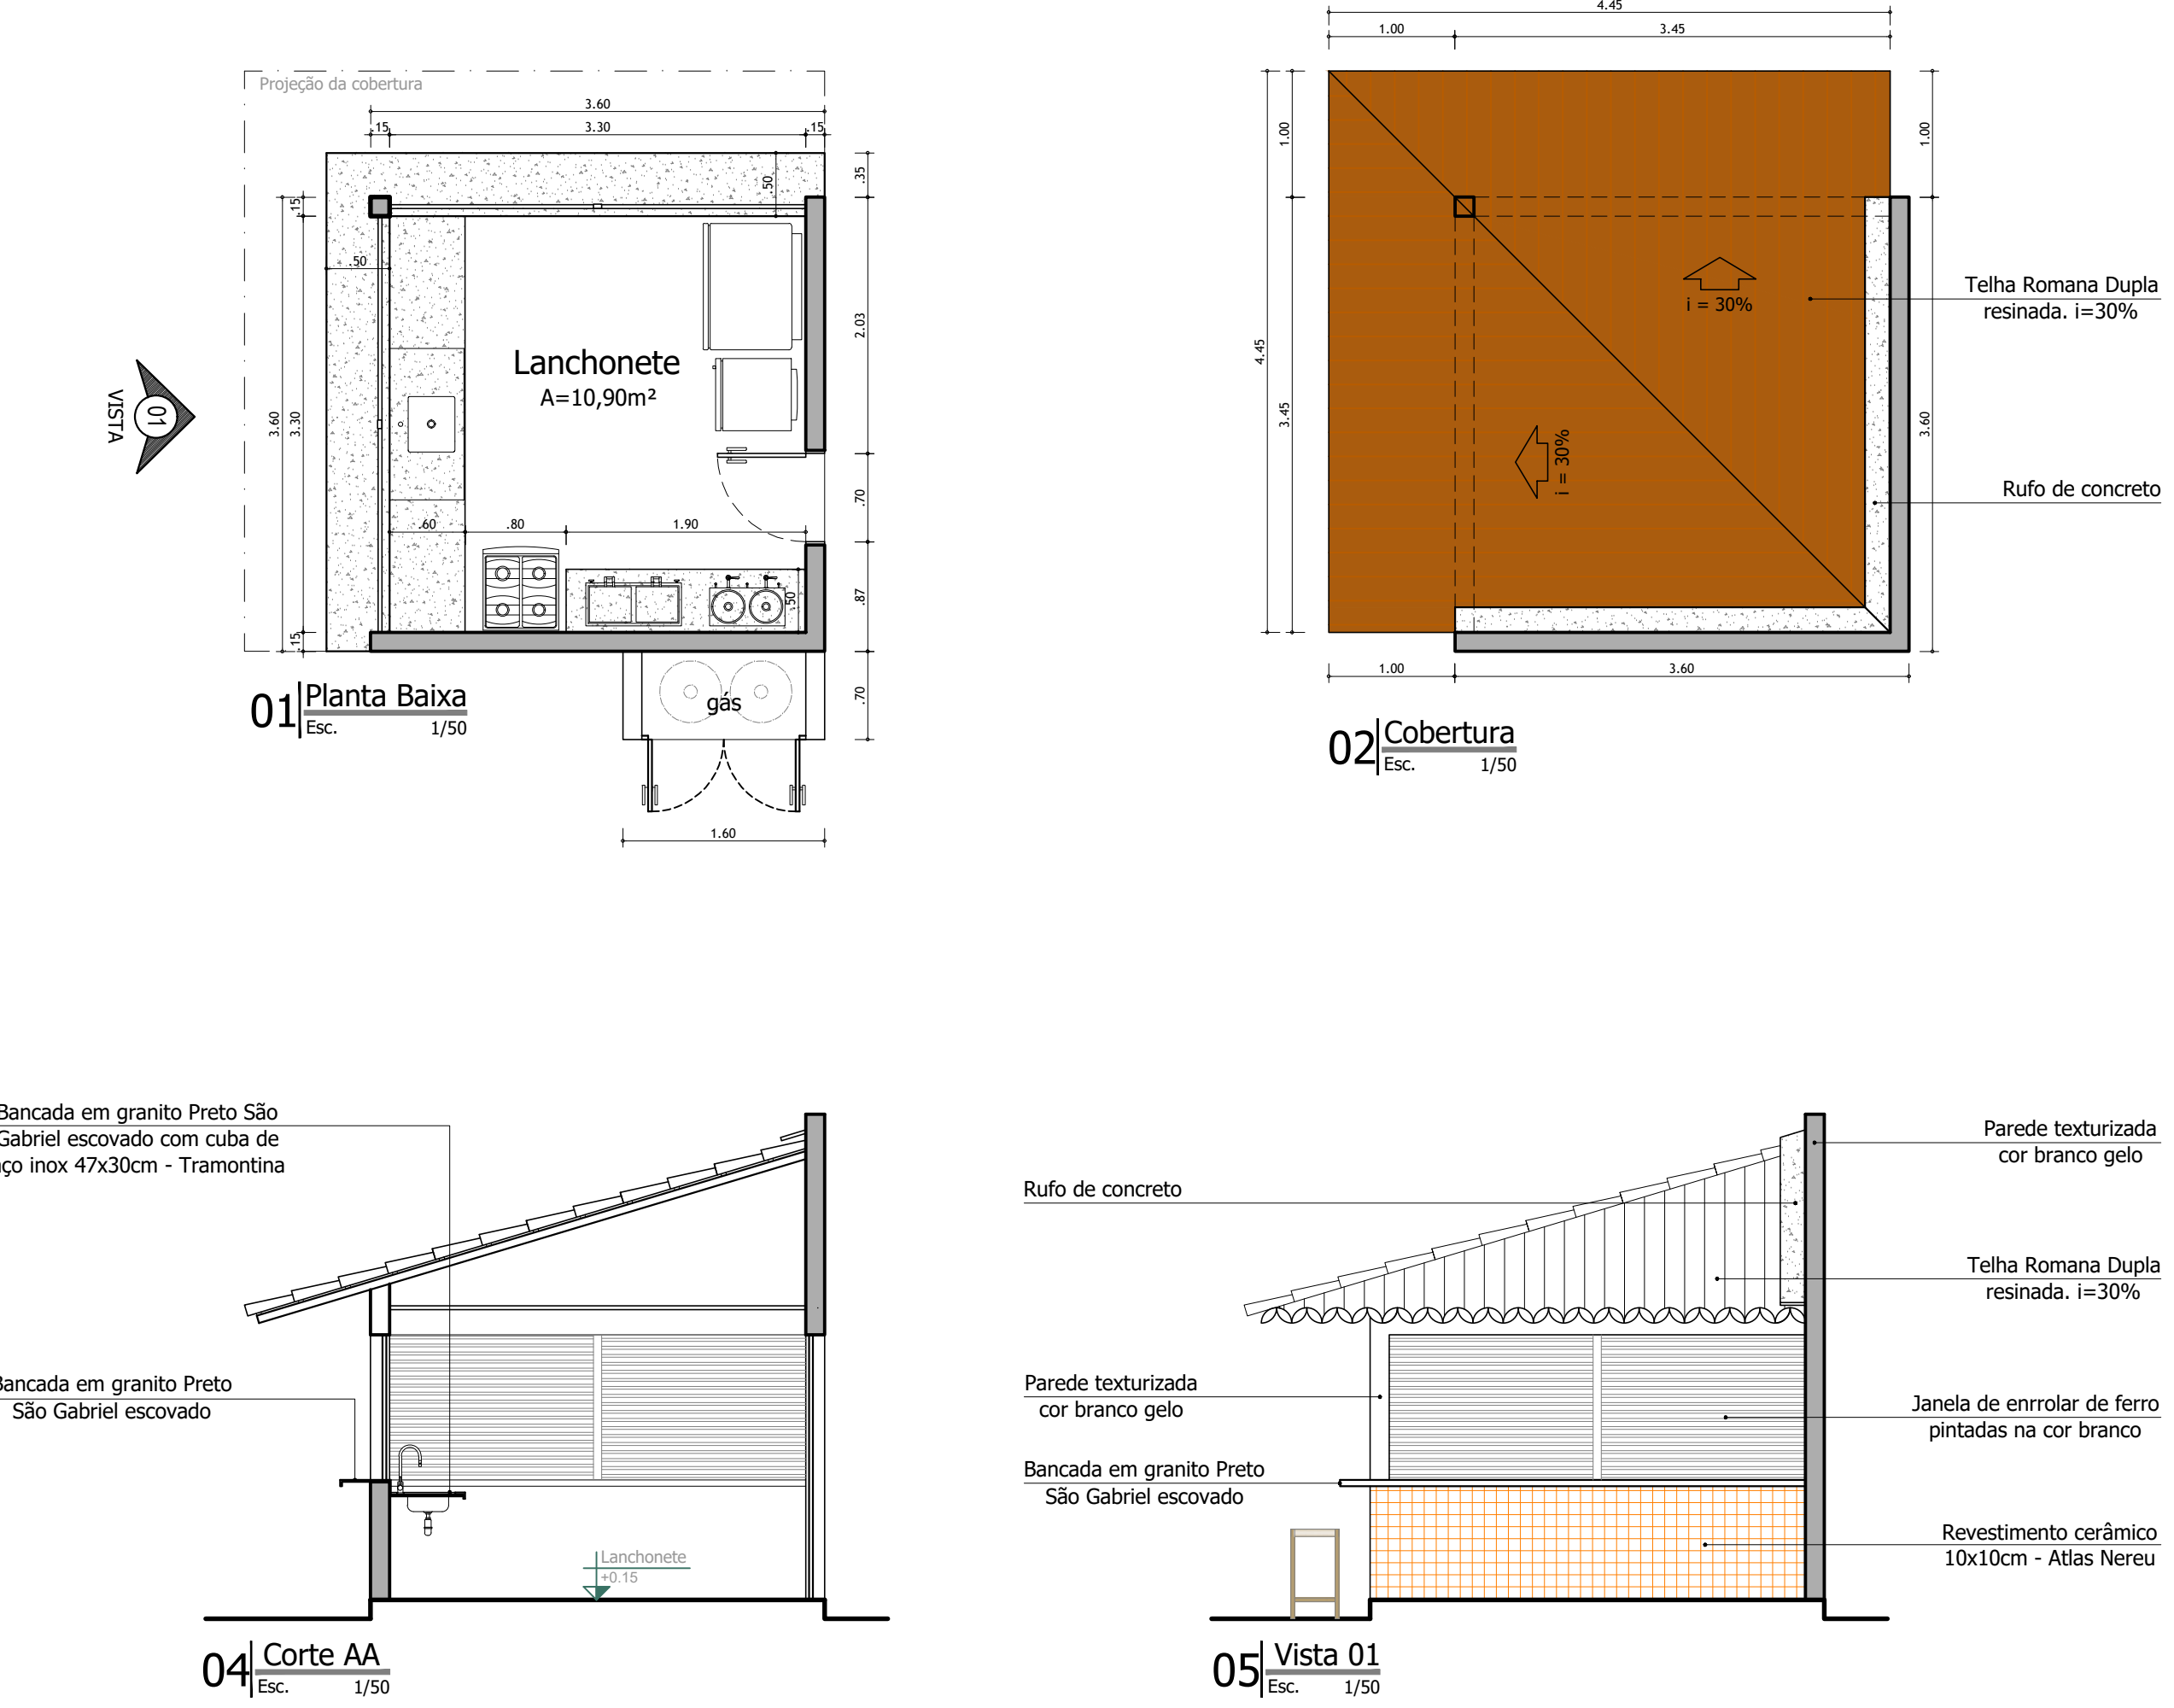 4.45
1.00
3.45
Projeção da cobertura
3.60
.15
3.30
.15
.50
.35
.15
.50
2.03
Lanchonete
A=10,90m²
VISTA
01
3.60
3.30
.70
.60
.80
1.90
.50
.87
.15
gás
.70
1.60
01 Planta Baixa
Esc. 1/50
1.00
1.00
4.45
3.45
3.60
i = 30%
i = 30%
Telha Romana Dupla
resinada. i=30%
Rufo de concreto
1.00
3.60
02 Cobertura
Esc. 1/50
Bancada em granito Preto São
Gabriel escovado com cuba de
inox 47x30cm - Tramontina
Bancada em granito Preto
São Gabriel escovado
Lanchonete
+0.15
04 Corte AA
Esc. 1/50
Rufo de concreto
Parede texturizada
cor branco gelo
Bancada em granito Preto
São Gabriel escovado
Parede texturizada
cor branco gelo
Telha Romana Dupla
resinada. i=30%
Janela de enrrolar de ferro
pintadas na cor branco
Revestimento cerâmico
10x10cm - Atlas Nereu
05 Vista 01
Esc. 1/50